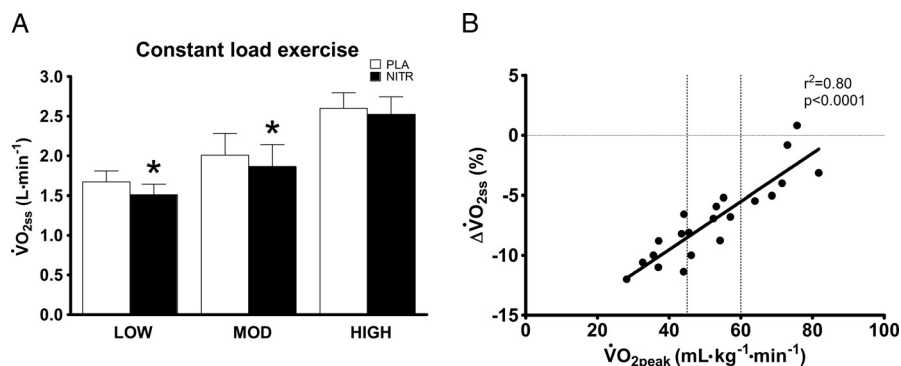 A
Constant load exercise
PLA
NITR
V̇O₂ss (L·min⁻¹)
3.0
2.5
2.0
1.5
1.0
0.5
0.0
*
*
LOW MOD HIGH
B
r²=0.80
p<0.0001
ΔV̇O₂ss (%)
5
0
-5
-10
-15
0 20 40 60 80 100
V̇O₂peak (mL·kg⁻¹·min⁻¹)